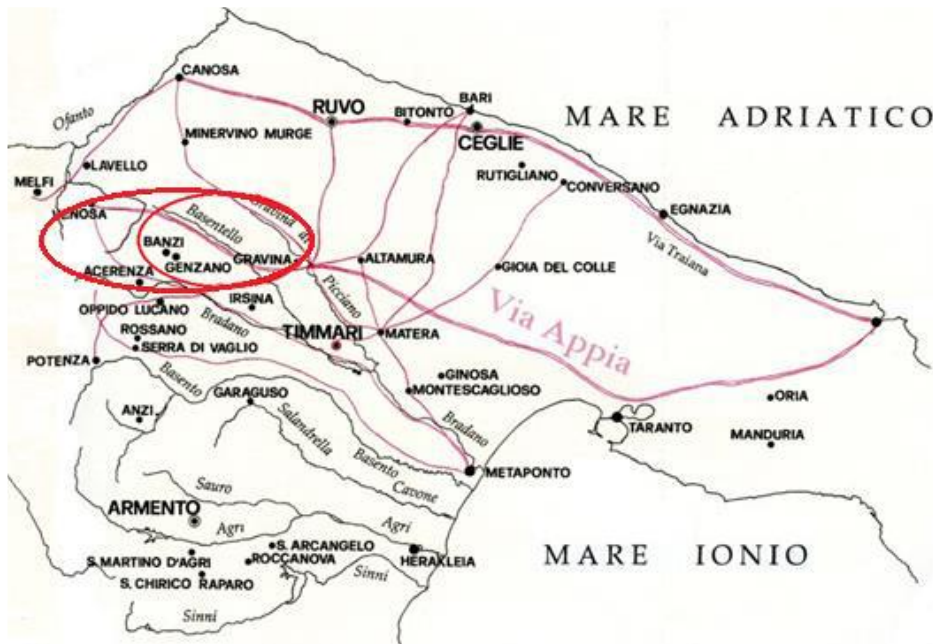 CANOSA
BARI
RUVO
BITONTO
CEGLIE
MARE ADRIATICO
Ofanto
MINERVINO MURGE
LAVELLO
RUTIGLIANO
CONVERSANO
MELFI
VENOSA
Gravina di
EGNAZIA
Basentello
Via Traiana
BANZI
GENZANO
GRAVINA
ALTAMURA
GIOIA DEL COLLE
ACERENZA
Picciano
Via Appia
OPPIDO LUCANO
IRSINA
Bradano
ROSSANO
TIMMARI
MATERA
SERRA DI VAGLIO
POTENZA
GINOSA
MONTESCAGLIOSO
Basento
GARAGUSO
ORIA
ANZI
Salandrella
Bradano
TARANTO
MANDURIA
Basento
METAPONTO
Cavone
Sauro
ARMENTO
Agri
Agri
S. ARCANGELO
HERAKLEIA
MARE IONIO
S. MARTINO D'AGRI
ROCCANOVA
S. CHIRICO RAPARO
Sinni
Sinni